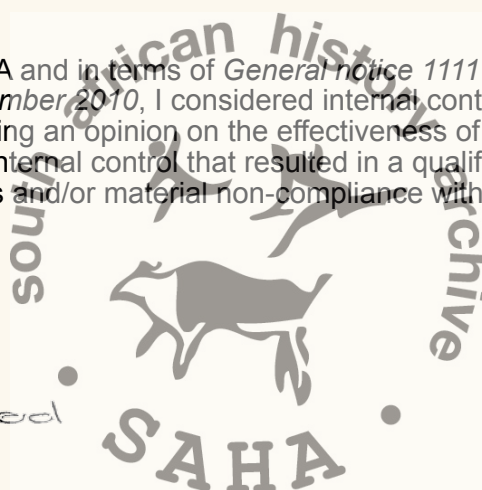 A and in terms of General notice 1111
mber 2010, I considered internal cont
ing an opinion on the effectiveness of
nternal control that resulted in a qualif
s and/or material non-compliance with
south african history archive
SAHA